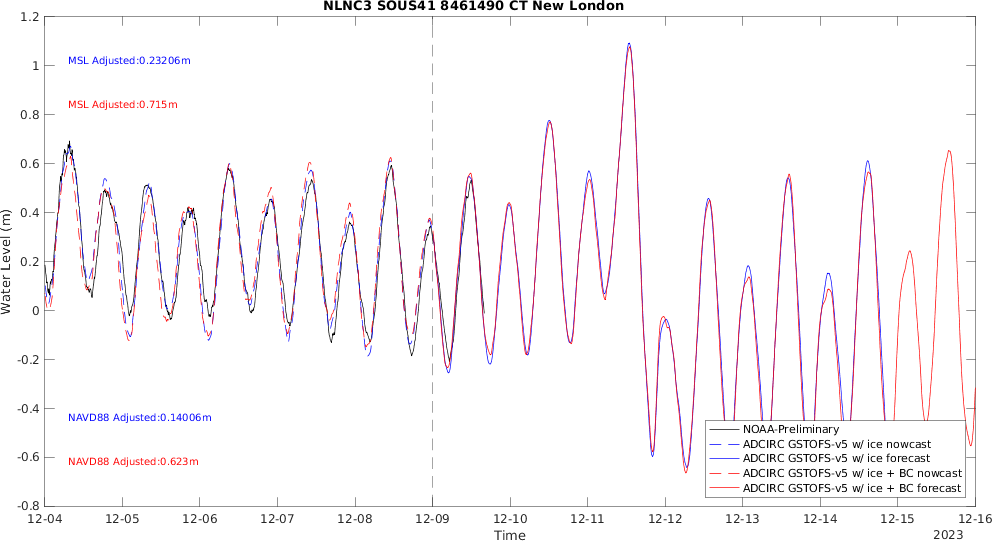 NLNC3 SOUS41 8461490 CT New London
1.2
1
0.8
0.6
0.4
0.2
0
-0.2
-0.4
-0.6
-0.8
Water Level (m)
MSL Adjusted:0.23206m
MSL Adjusted:0.715m
NAVD88 Adjusted:0.14006m
NAVD88 Adjusted:0.623m
NOAA-Preliminary
ADCIRC GSTOFS-v5 w/ ice nowcast
ADCIRC GSTOFS-v5 w/ ice forecast
ADCIRC GSTOFS-v5 w/ ice + BC nowcast
ADCIRC GSTOFS-v5 w/ ice + BC forecast
12-04 12-05 12-06 12-07 12-08 12-09 12-10 12-11 12-12 12-13 12-14 12-15 12-16
Time
2023